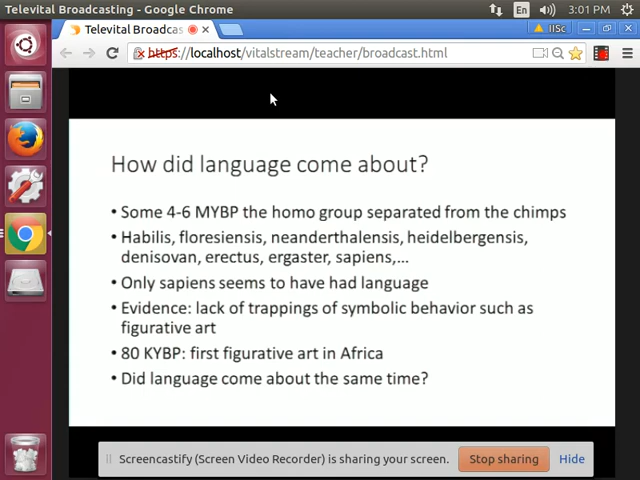 Televital Broadcasting - Google Chrome
En
3:01 PM
Televital Broadcas
IISc
https://localhost/vitalstream/teacher/broadcast.html
How did language come about?
• Some 4-6 MYBP the homo group separated from the chimps
• Habilis, floresiensis, neanderthalensis, heidelbergensis,
denisovan, erectus, ergaster, sapiens,...
• Only sapiens seems to have had language
• Evidence: lack of trappings of symbolic behavior such as
figurative art
• 80 KYBP: first figurative art in Africa
• Did language come about the same time?
Screencastify (Screen Video Recorder) is sharing your screen.
Stop sharing
Hide